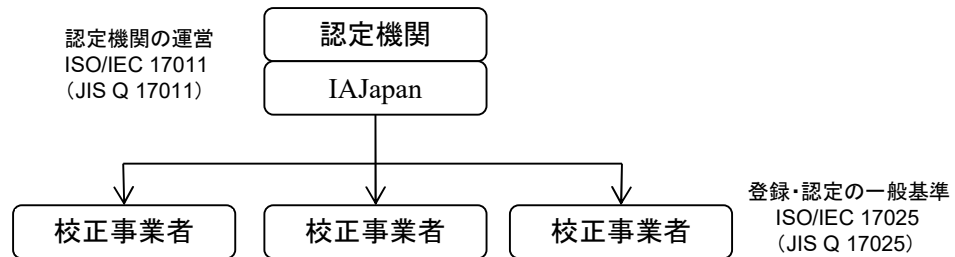 認定機関の運営
ISO/IEC 17011
（JIS Q 17011）
認定機関
IAJapan
校正事業者
校正事業者
校正事業者
登録・認定の一般基準
ISO/IEC 17025
（JIS Q 17025）